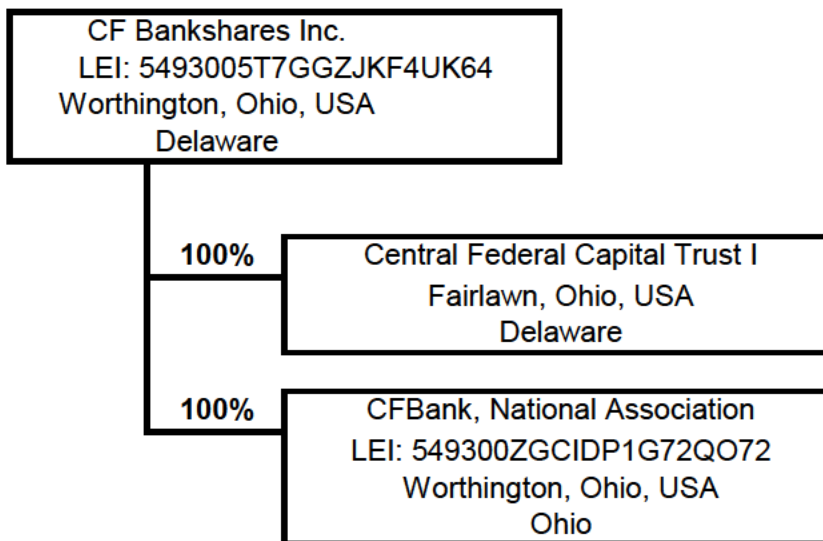 CF Bankshares Inc.
LEI: 5493005T7GGZJKF4UK64
Worthington, Ohio, USA
Delaware
100%
Central Federal Capital Trust I
Fairlawn, Ohio, USA
Delaware
100%
CFBank, National Association
LEI: 549300ZGCIDP1G72QO72
Worthington, Ohio, USA
Ohio